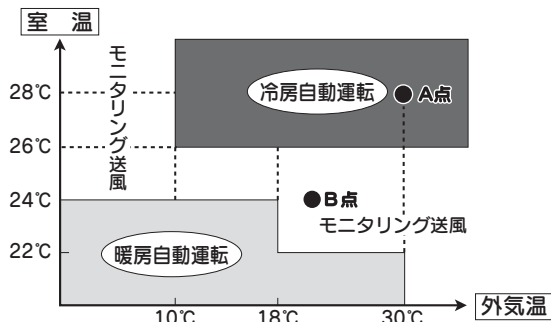 室 温
モニタリング送風
冷房自動運転
28℃
A点
26℃
24℃
B点
モニタリング送風
22℃
暖房自動運転
10℃
18℃
30℃
外気温